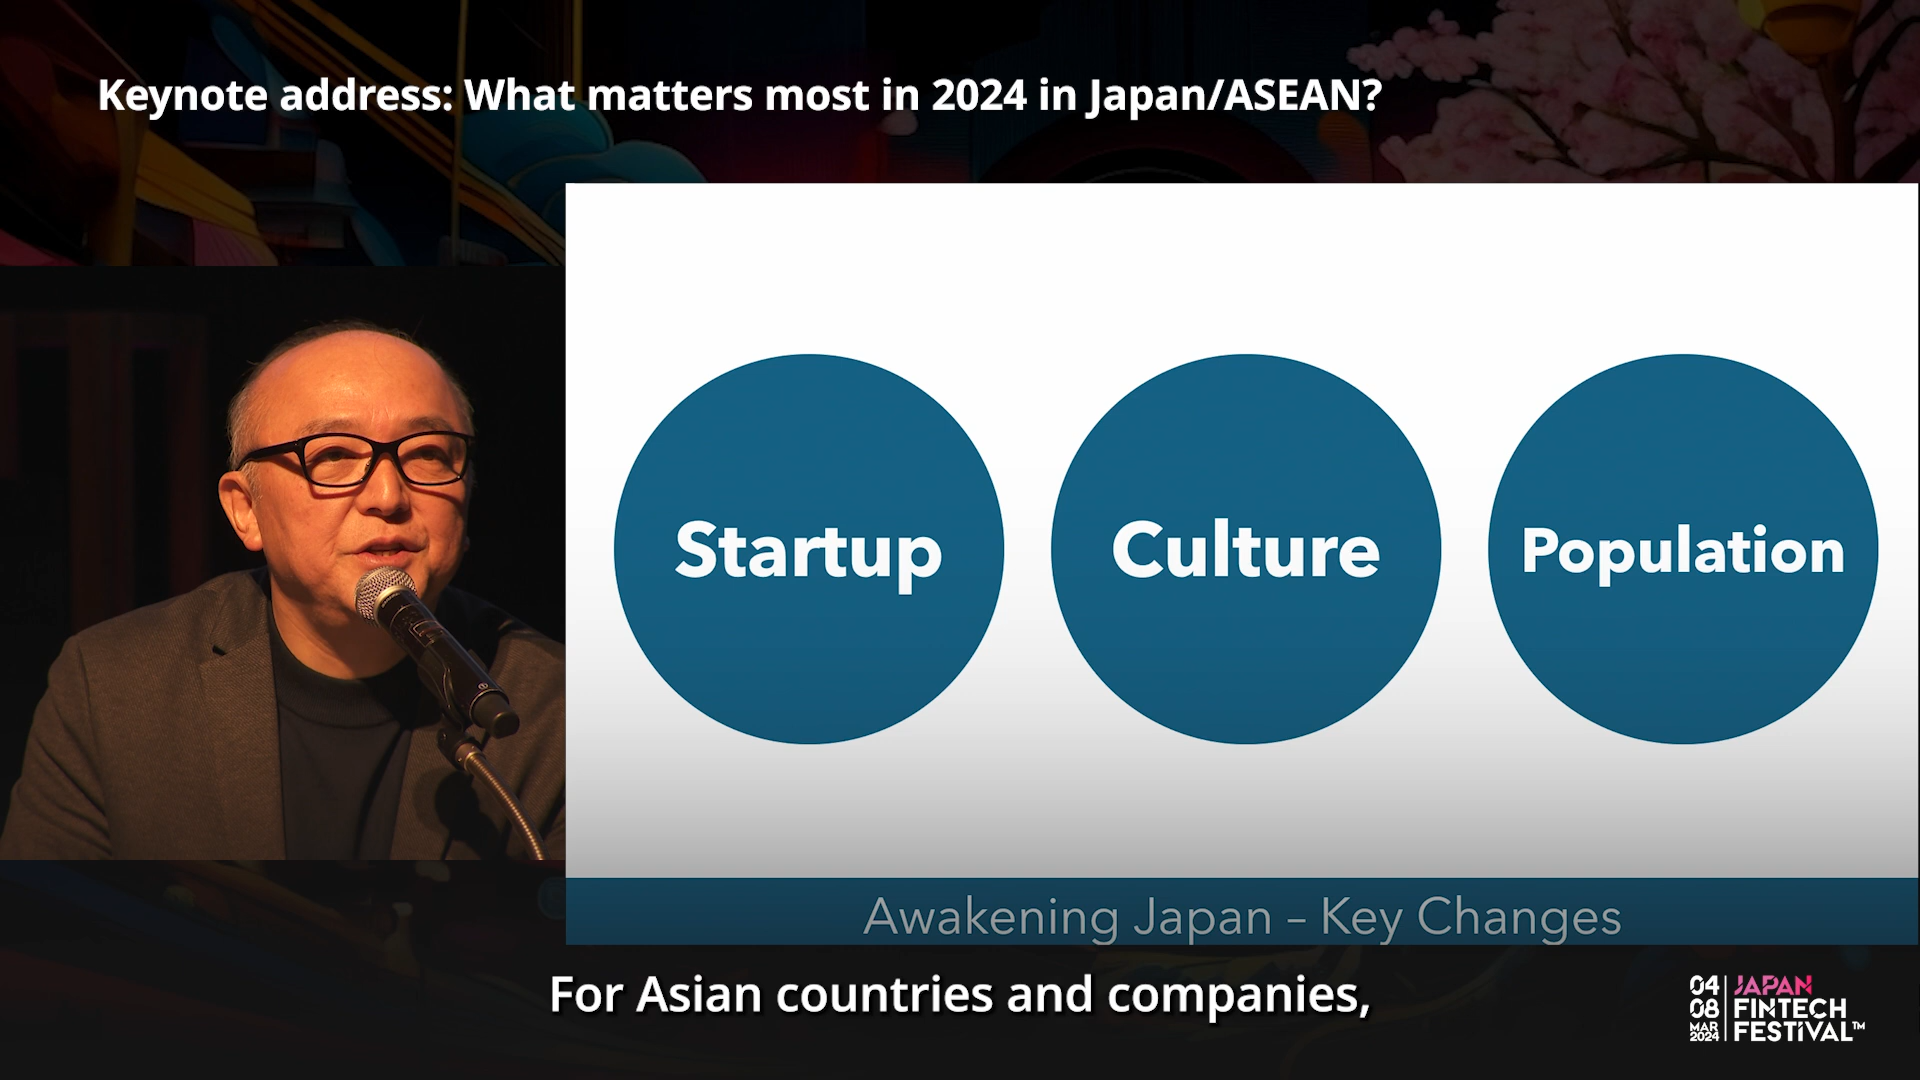 Keynote address: What matters most in 2024 in Japan/ASEAN?
Startup
Culture
Population
Awakening Japan – Key Changes
For Asian countries and companies,
04
08
MAR
2024
JAPAN
FINTECH
FESTIVAL™